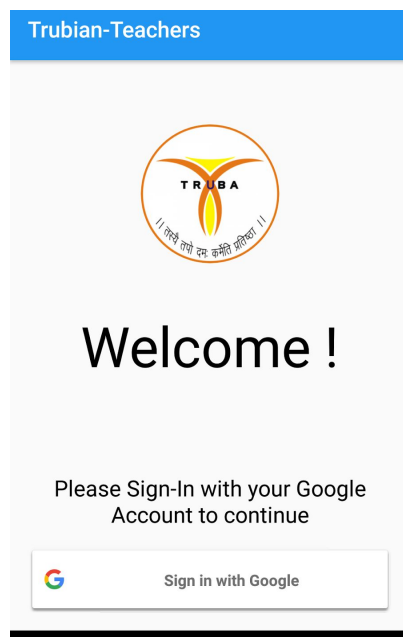 Trubian-Teachers
TRUBA
।। तस्यै तपो दमः कर्मेति प्रतिष्ठा ।।
Welcome !
Please Sign-In with your Google
Account to continue
Sign in with Google